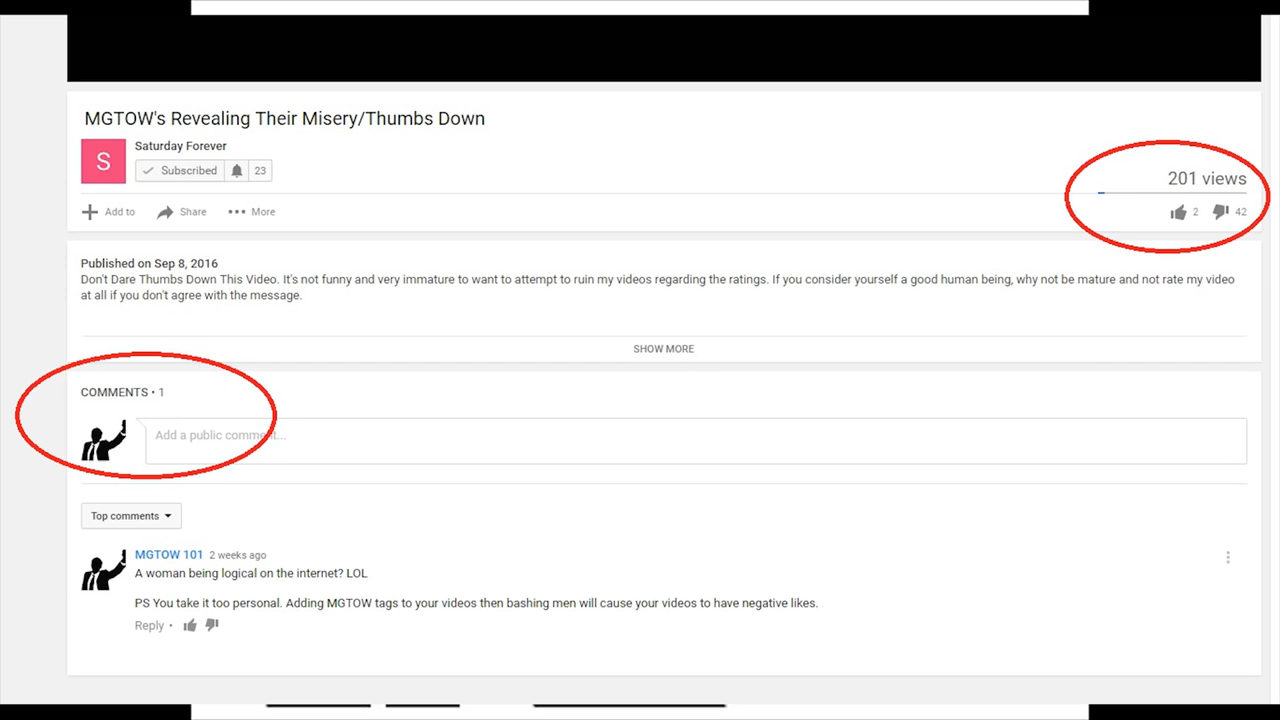 MGTOW's Revealing Their Misery/Thumbs Down
S
Saturday Forever
Subscribed 23
201 views
Add to Share More
2 42
Published on Sep 8, 2016
Don't Dare Thumbs Down This Video. It's not funny and very immature to want to attempt to ruin my videos regarding the ratings. If you consider yourself a good human being, why not be mature and not rate my video
at all if you don't agree with the message.
SHOW MORE
COMMENTS • 1
Add a public comment...
Top comments
MGTOW 101 2 weeks ago
A woman being logical on the internet? LOL
PS You take it too personal. Adding MGTOW tags to your videos then bashing men will cause your videos to have negative likes.
Reply •